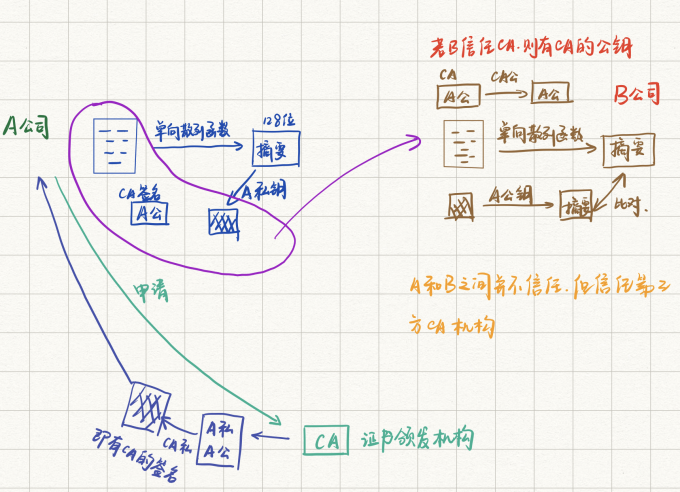 若B信任CA.则有CA的公钥
CA
CA公
A公
A公
B公司
A公司
单向散列函数
128位
摘要
单向散列函数
摘要
CA签名
A公
A私钥
A公钥
摘要
比对.
A和B之间并不信任.但信任第三
方CA机构
申请
即有CA的签名
CA私
A私
A公
CA
证书颁发机构